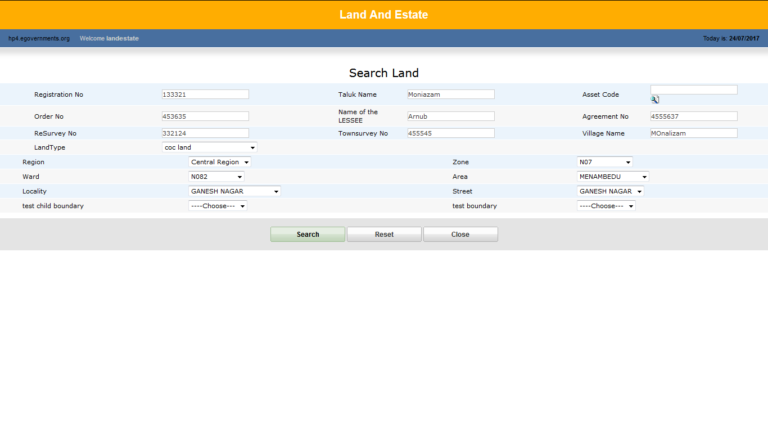 Land And Estate
hp4.egovernments.org Welcome landestate Today is: 24/07/2017
Search Land
Registration No 133321 Taluk Name Moniazam Asset Code
Order No 453635 Name of the LESSEE Arnub Agreement No 4555637
ReSurvey No 332124 Townsurvey No 455545 Village Name MOnalizam
LandType coc land
Region Central Region Zone N07
Ward N082 Area MENAMBEDU
Locality GANESH NAGAR Street GANESH NAGAR
test child boundary ----Choose--- test boundary ----Choose---
Search Reset Close